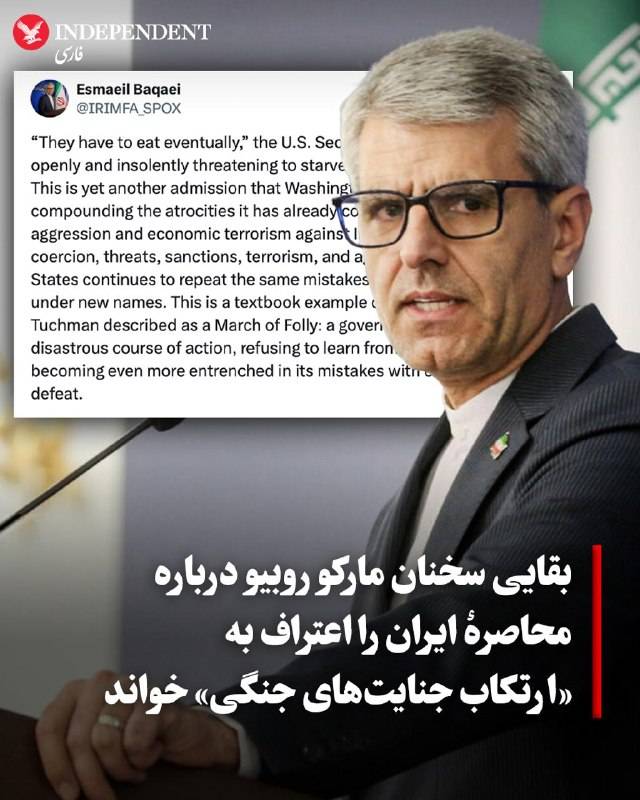 INDEPENDENT
فارسی
Esmaeil Baqaei
@IRIMFA_SPOX
“They have to eat eventually,” the U.S.
openly and insolently threatening to starve
This is yet another admission that
compounding the atrocities it has already
aggression and economic terrorism against
coercion, threats, sanctions, terrorism, and
States continues to repeat the same mistakes
under new names. This is a textbook example
Tuchman described as a March of Folly: a
disastrous course of action, refusing to learn from
becoming even more entrenched in its mistakes with
defeat.
بقایی سخنان مارکو روبیو درباره
محاصرهٔ ایران را اعتراف به
«ارتکاب جنایت‌های جنگی» خواند